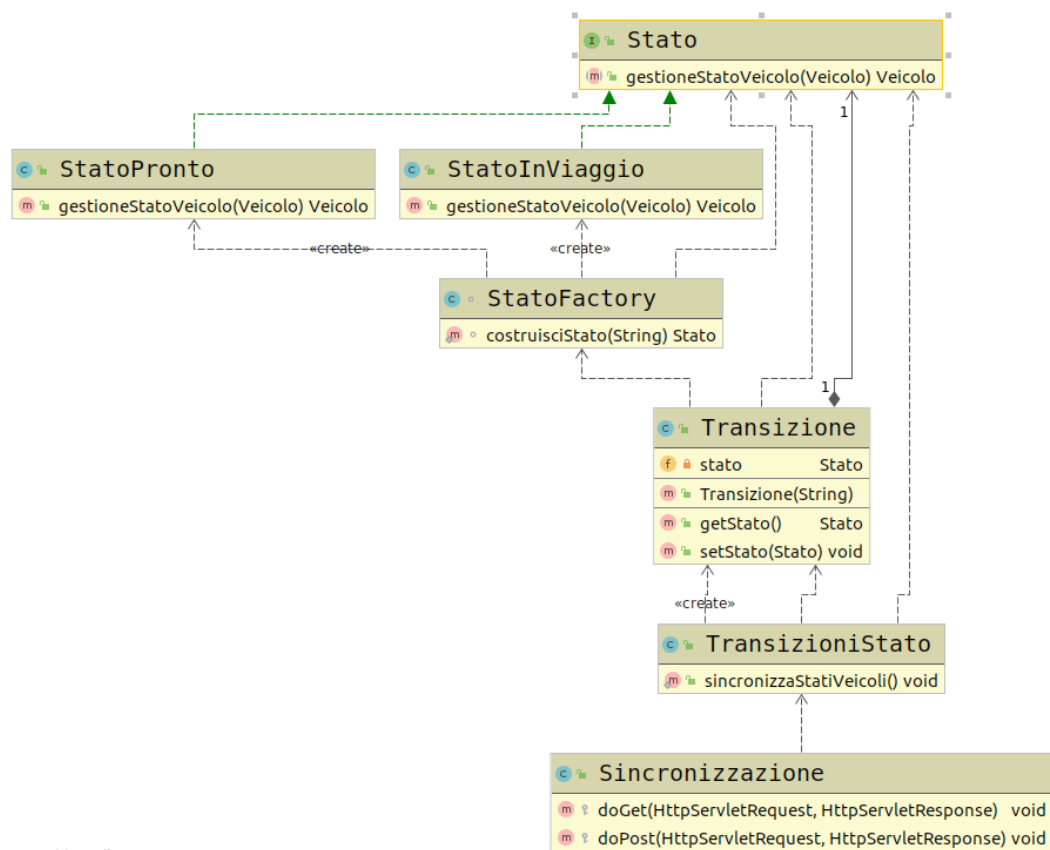 Stato
gestioneStatoVeicolo(Veicolo) Veicolo
1
StatoPronto
gestioneStatoVeicolo(Veicolo) Veicolo
StatoInViaggio
gestioneStatoVeicolo(Veicolo) Veicolo
«create»
«create»
StatoFactory
costruisciStato(String) Stato
1
Transizione
stato Stato
Transizione(String)
getStato() Stato
setStato(Stato) void
«create»
TransizioniStato
sincronizzaStatiVeicoli() void
Sincronizzazione
doGet(HttpServletRequest, HttpServletResponse) void
doPost(HttpServletRequest, HttpServletResponse) void